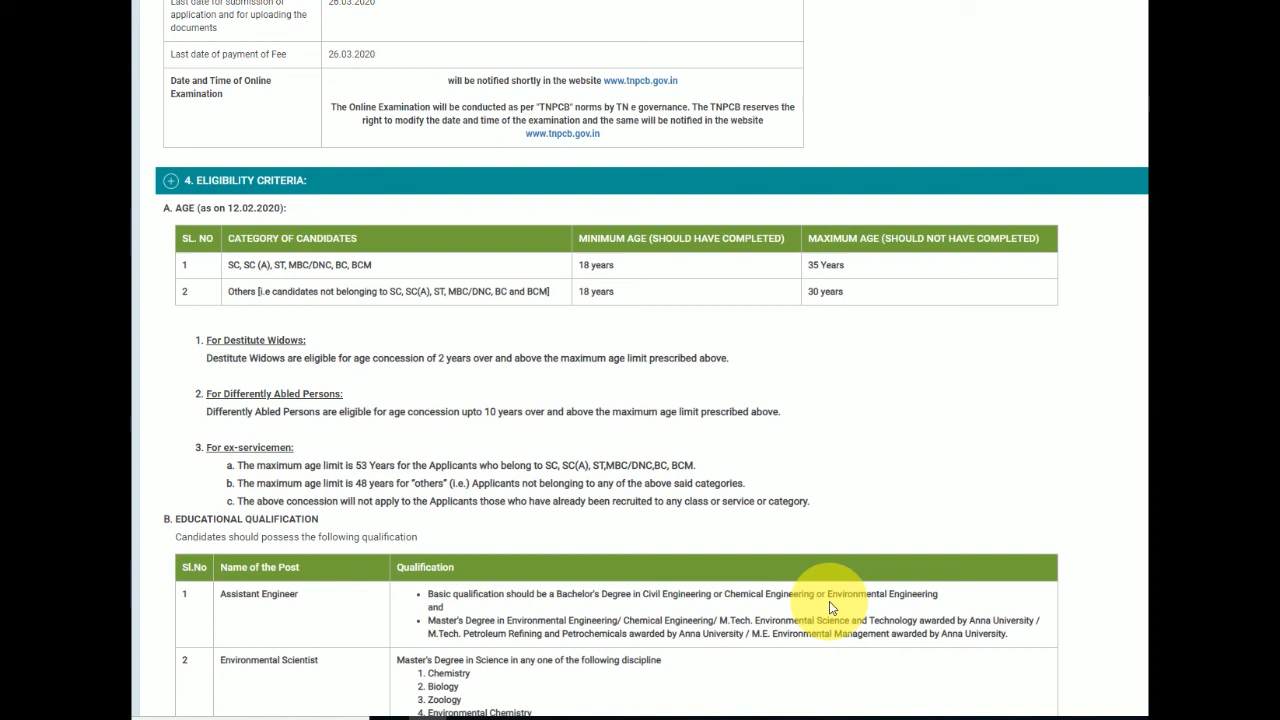 Last date for submission of
application and for uploading the
documents
26.03.2020
Last date of payment of Fee
26.03.2020
Date and Time of Online
Examination
will be notified shortly in the website www.tnpcb.gov.in
The Online Examination will be conducted as per "TNPCB" norms by TN e governance. The TNPCB reserves the
right to modify the date and time of the examination and the same will be notified in the website
www.tnpcb.gov.in
4. ELIGIBILITY CRITERIA:
A. AGE (as on 12.02.2020):
SL. NO CATEGORY OF CANDIDATES MINIMUM AGE (SHOULD HAVE COMPLETED) MAXIMUM AGE (SHOULD NOT HAVE COMPLETED)
1 SC, SC (A), ST, MBC/DNC, BC, BCM 18 years 35 Years
2 Others [i.e candidates not belonging to SC, SC(A), ST, MBC/DNC, BC and BCM] 18 years 30 years
1. For Destitute Widows:
Destitute Widows are eligible for age concession of 2 years over and above the maximum age limit prescribed above.
2. For Differently Abled Persons:
Differently Abled Persons are eligible for age concession upto 10 years over and above the maximum age limit prescribed above.
3. For ex-servicemen:
a. The maximum age limit is 53 Years for the Applicants who belong to SC, SC(A), ST,MBC/DNC,BC, BCM.
b. The maximum age limit is 48 years for “others” (i.e.) Applicants not belonging to any of the above said categories.
c. The above concession will not apply to the Applicants those who have already been recruited to any class or service or category.
B. EDUCATIONAL QUALIFICATION
Candidates should possess the following qualification
Sl.No Name of the Post Qualification
1 Assistant Engineer
• Basic qualification should be a Bachelor's Degree in Civil Engineering or Chemical Engineering or Environmental Engineering
and
• Master's Degree in Environmental Engineering/ Chemical Engineering/ M.Tech. Environmental Science and Technology awarded by Anna University /
M.Tech. Petroleum Refining and Petrochemicals awarded by Anna University / M.E. Environmental Management awarded by Anna University.
2 Environmental Scientist Master's Degree in Science in any one of the following discipline
1. Chemistry
2. Biology
3. Zoology
4. Environmental Chemistry